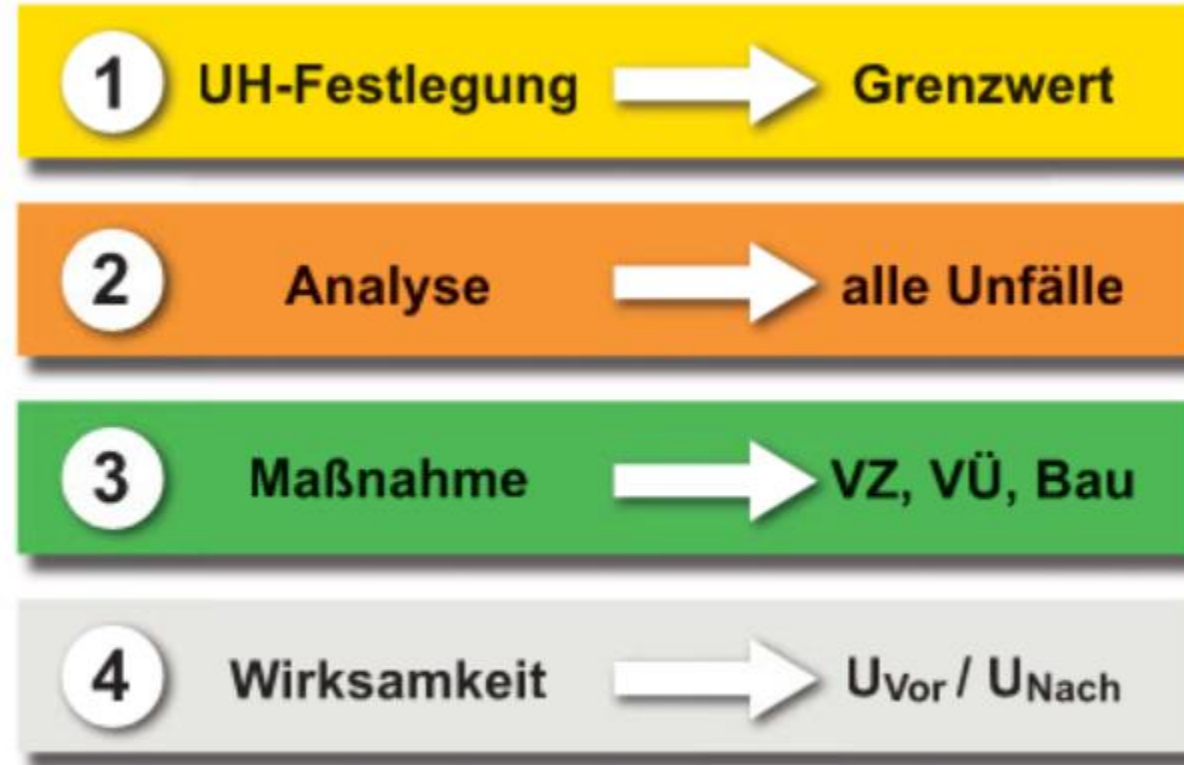 1 UH-Festlegung Grenzwert
2 Analyse alle Unfälle
3 Maßnahme VZ, VÜ, Bau
4 Wirksamkeit UVor / UNach